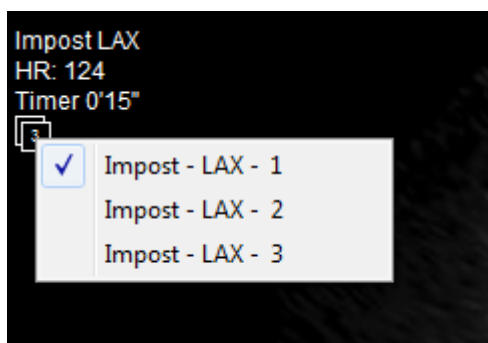 Impost LAX
HR: 124
Timer 0'15"
3
Impost - LAX - 1
Impost - LAX - 2
Impost - LAX - 3